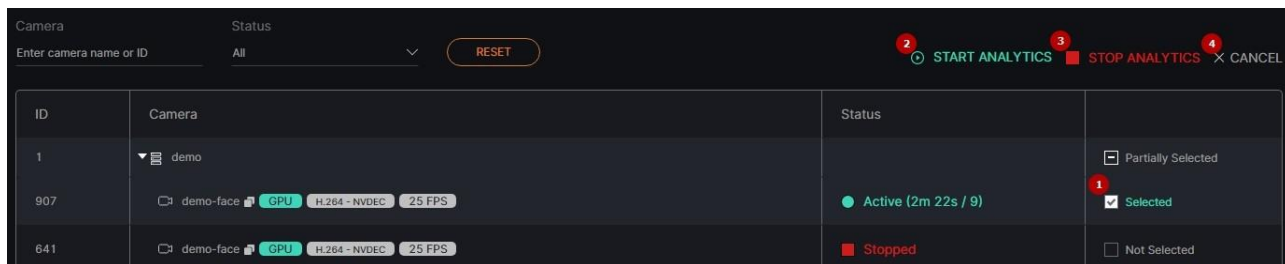 Camera Status
Enter camera name or ID All RESET
2 START ANALYTICS 3 STOP ANALYTICS 4 CANCEL
ID Camera Status
1 demo Partially Selected
907 demo-face GPU H.264 - NVDEC 25 FPS Active (2m 22s / 9) 1 Selected
641 demo-face GPU H.264 - NVDEC 25 FPS Stopped Not Selected